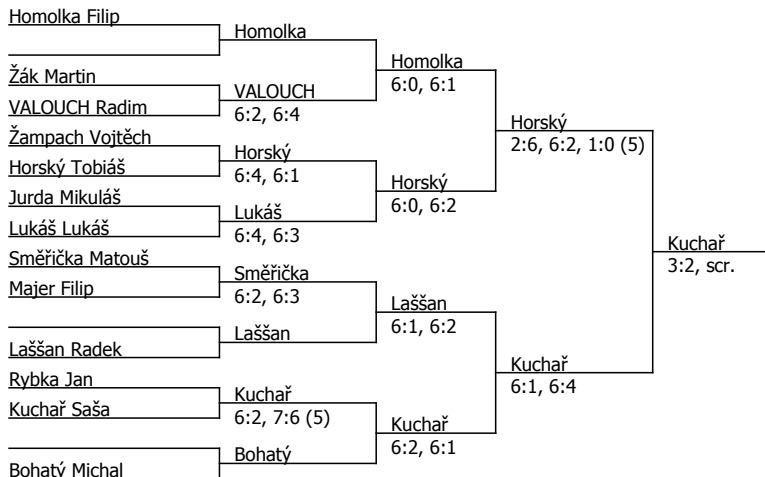 Homolka Filip
Žák Martin
VALOUCH Radim
Žampach Vojtěch
Horský Tobiáš
Jurda Mikuláš
Lukáš Lukáš
Směřička Matouš
Majer Filip
Laššan Radek
Rybka Jan
Kuchař Saša
Bohatý Michal
Homolka
VALOUCH
6:2, 6:4
Horský
6:4, 6:1
Lukáš
6:4, 6:3
Směřička
6:2, 6:3
Laššan
Kuchař
6:2, 7:6 (5)
Bohatý
Homolka
6:0, 6:1
Horský
6:0, 6:2
Laššan
6:1, 6:2
Kuchař
6:2, 6:1
Horský
2:6, 6:2, 1:0 (5)
Kuchař
6:1, 6:4
Kuchař
3:2, scr.